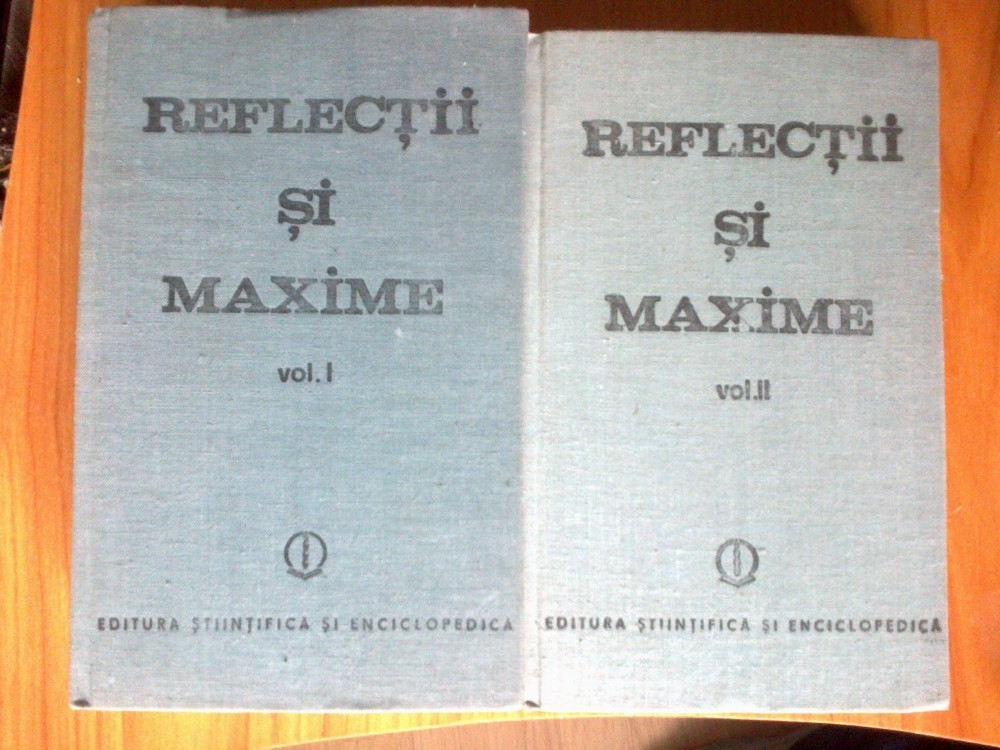 REFLECȚII
ȘI
MAXIME
vol. I
EDITURA ȘTIINȚIFICĂ ȘI ENCICLOPEDICĂ
REFLECȚII
ȘI
MAXIME
vol. II
EDITURA ȘTIINȚIFICĂ ȘI ENCICLOPEDICĂ